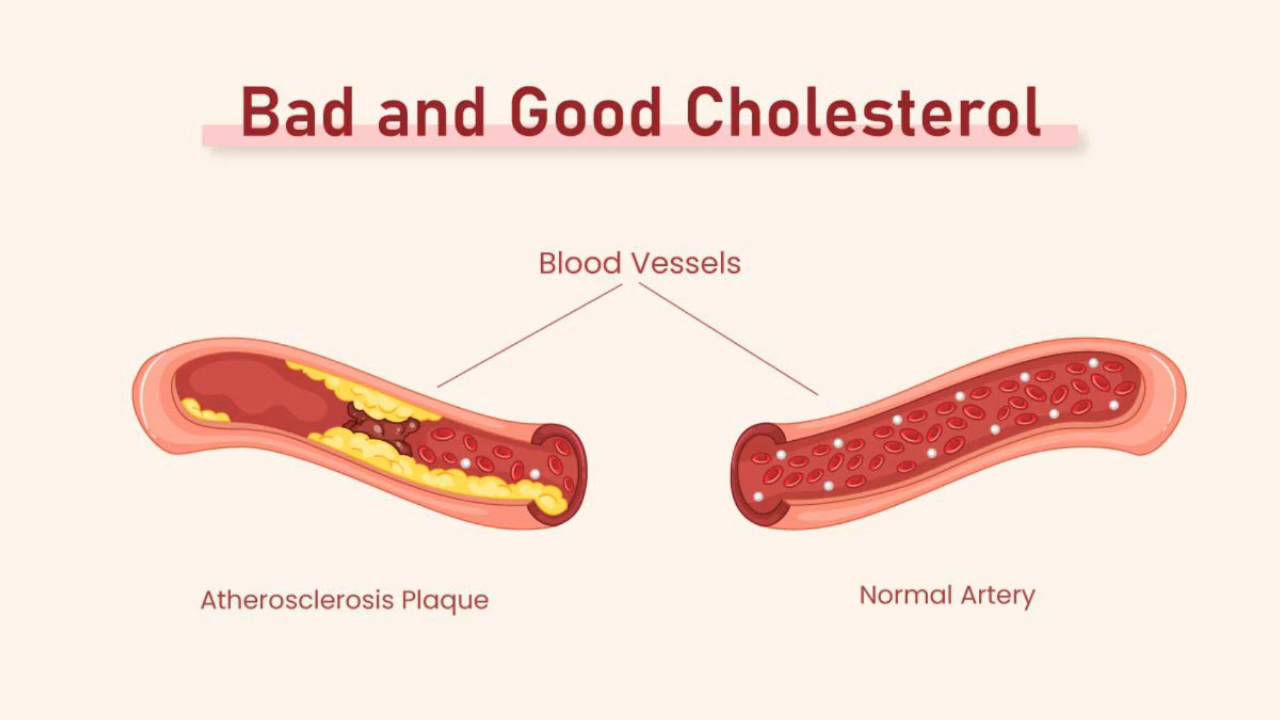 Bad and Good Cholesterol
Blood Vessels
Atherosclerosis Plaque
Normal Artery